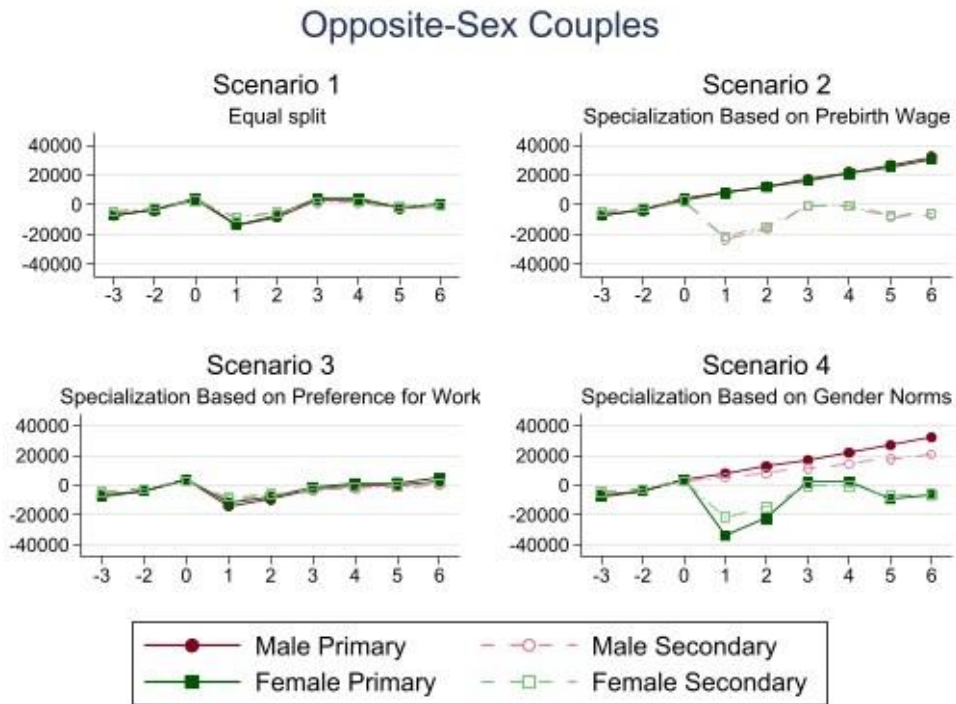 Opposite-Sex Couples
Scenario 1
Equal split
40000
20000
0
-20000
-40000
-3 -2 0 1 2 3 4 5 6
Scenario 2
Specialization Based on Prebirth Wage
40000
20000
0
-20000
-40000
-3 -2 0 1 2 3 4 5 6
Scenario 3
Specialization Based on Preference for Work
40000
20000
0
-20000
-40000
-3 -2 0 1 2 3 4 5 6
Scenario 4
Specialization Based on Gender Norms
40000
20000
0
-20000
-40000
-3 -2 0 1 2 3 4 5 6
Male Primary Male Secondary
Female Primary Female Secondary